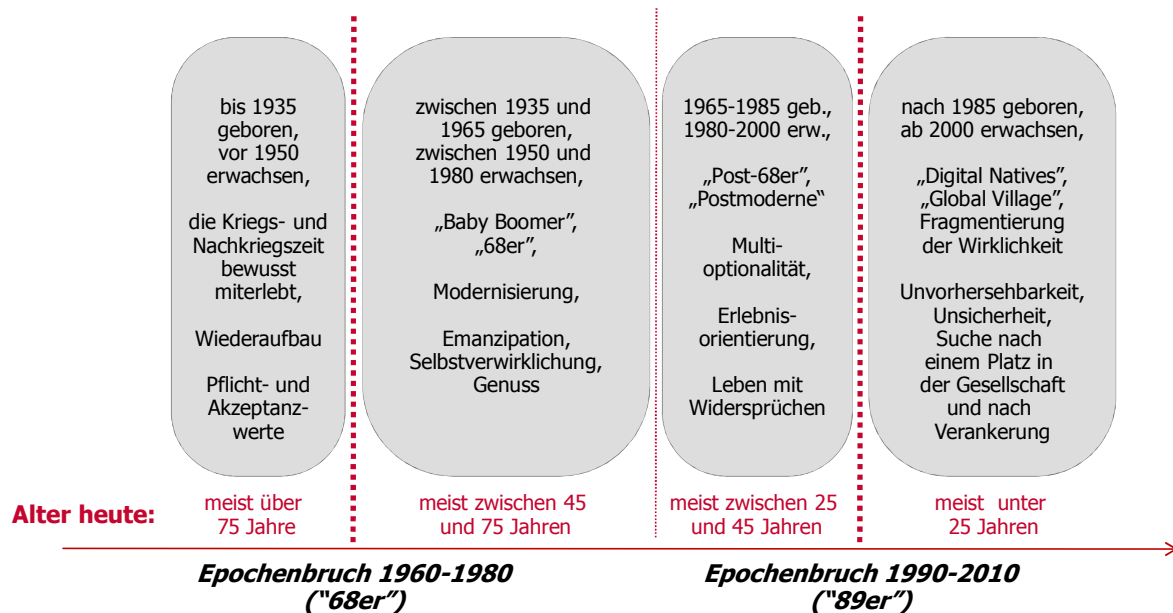 bis 1935
geboren,
vor 1950
erwachsen,
die Kriegs- und
Nachkriegszeit
bewusst
miterlebt,
Wiederaufbau
Pflicht- und
Akzeptanz-
werte
zwischen 1935 und
1965 geboren,
zwischen 1950 und
1980 erwachsen,
„Baby Boomer”,
„68er”,
Modernisierung,
Emanzipation,
Selbstverwirklichung,
Genuss
1965-1985 geb.,
1980-2000 erw.,
„Post-68er”,
„Postmoderne“
Multi-
optionalität,
Erlebnis-
orientierung,
Leben mit
Widersprüchen
nach 1985 geboren,
ab 2000 erwachsen,
„Digital Natives”,
„Global Village”,
Fragmentierung
der Wirklichkeit
Unvorhersehbarkeit,
Unsicherheit,
Suche nach
einem Platz in
der Gesellschaft
und nach
Verankerung
Alter heute:
meist über
75 Jahre
meist zwischen 45
und 75 Jahren
meist zwischen 25
und 45 Jahren
meist unter
25 Jahren
Epochenbruch 1960-1980
(“68er”)
Epochenbruch 1990-2010
(“89er”)